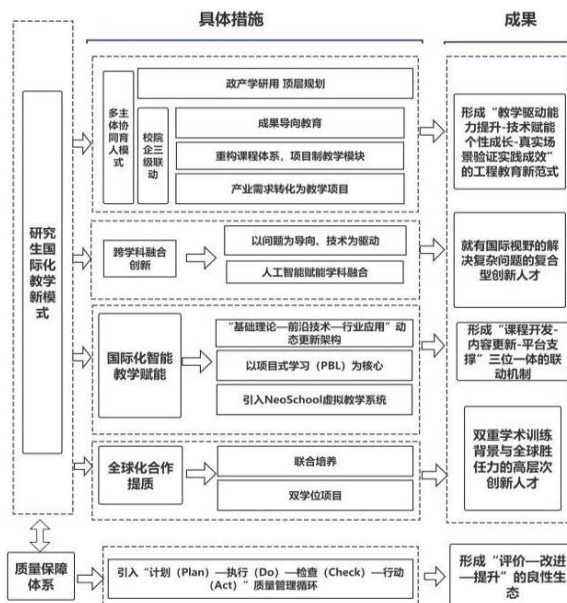 具体措施
成果
研究
生国
际化
教学
新模
式
多主
体协
同育
人模
式
校院
企三
级联
动
政产学研用 顶层规划
成果导向教育
重构课程体系，项目制教学模块
产业需求转化为教学项目
形成“教学驱动能
力提升-技术赋能
个性成长-真实场
景验证实践成效”
的工程教育新范式
跨学科融合
创新
以问题为导向、技术为驱动
人工智能赋能学科融合
就有国际视野的解
决复杂问题的复合
型创新人才
国际化智能
教学赋能
“基础理论—前沿技术—行业应用”动
态更新架构
以项目式学习（PBL）为核心
引入NeoSchool虚拟教学系统
形成“课程开发-
内容更新-平台支
撑”三位一体的联
动机制
全球化合作
提质
联合培养
双学位项目
双重学术训练
背景与全球胜
任力的高层次
创新人才
质量保障
体系
引入“计划（Plan）—执行（Do）—检查（Check）—行动
（Act）”质量管理循环
形成“评价—改进
—提升”的良性生
态